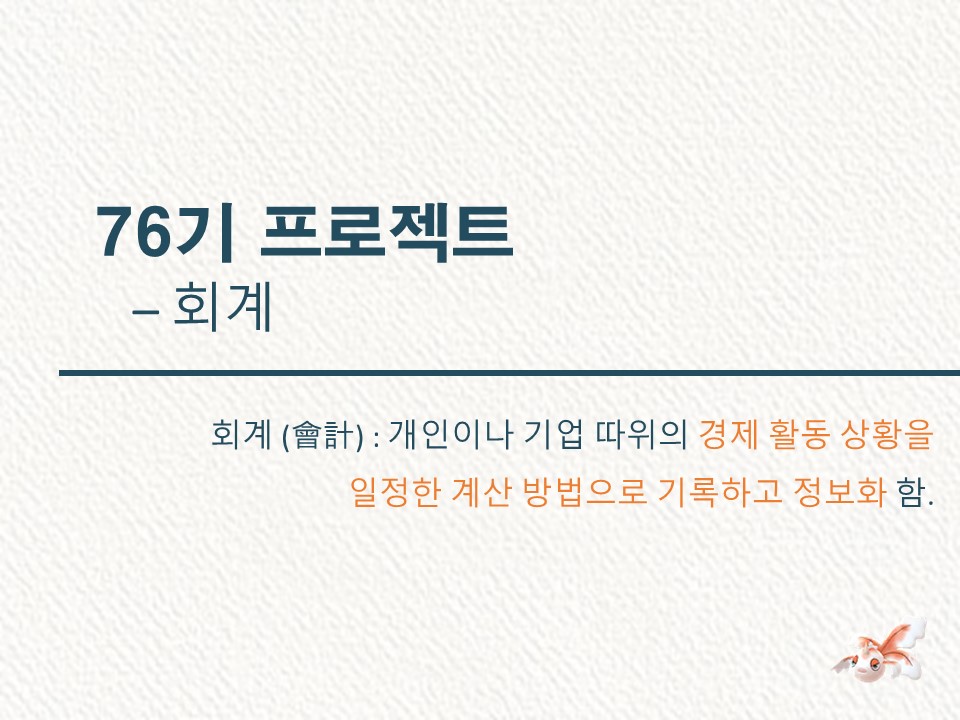 76기 프로젝트
– 회계
회계 (會計) : 개인이나 기업 따위의 경제 활동 상황을
일정한 계산 방법으로 기록하고 정보화 함.